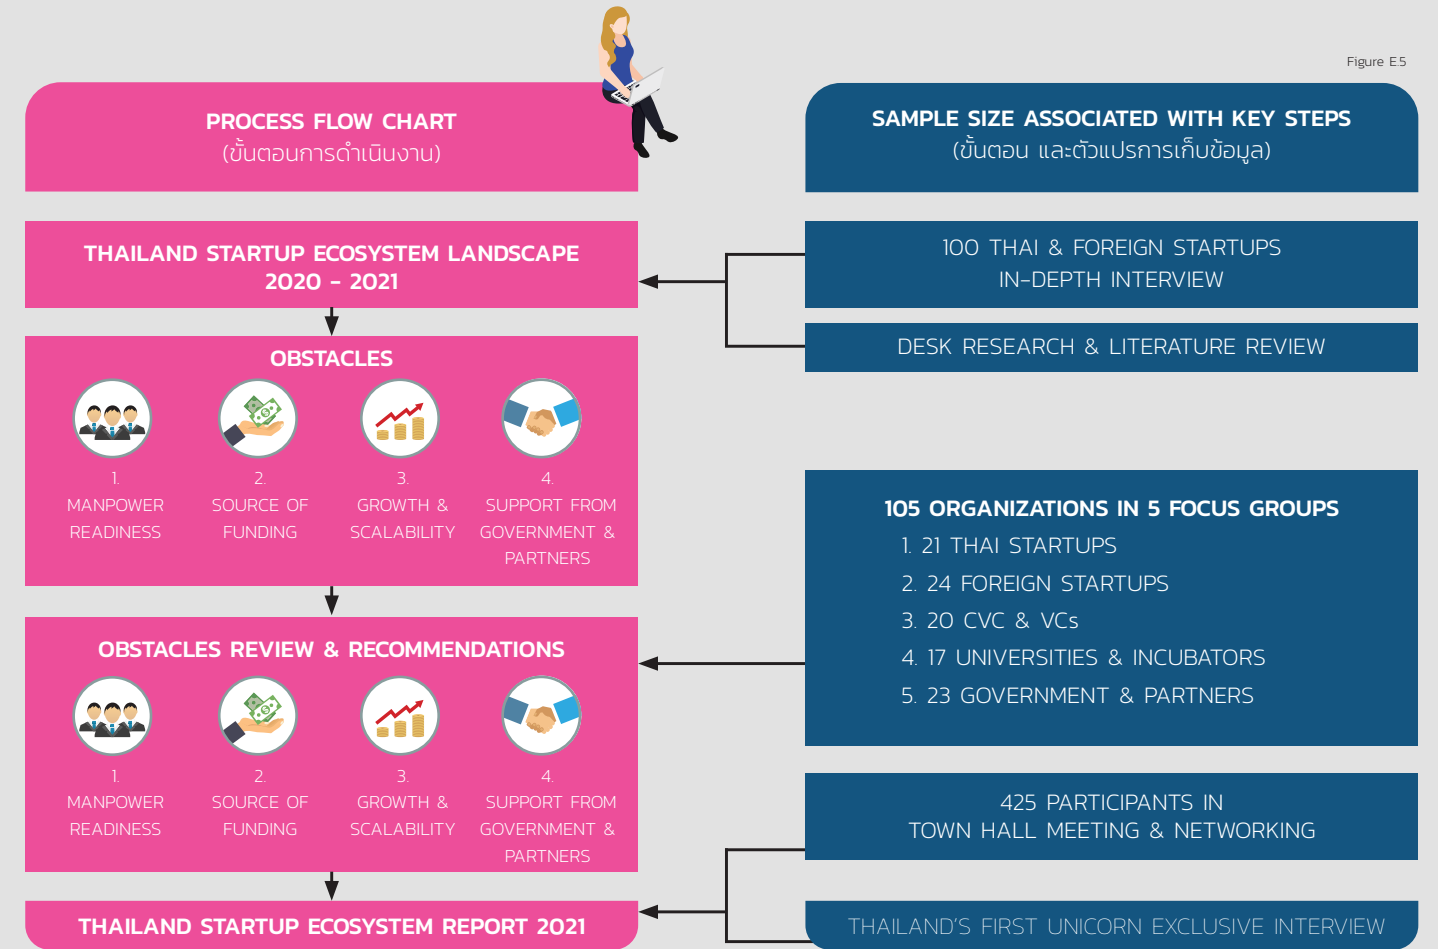 Figure E.5
PROCESS FLOW CHART
(ขั้นตอนการดำเนินงาน)
THAILAND STARTUP ECOSYSTEM LANDSCAPE
2020 - 2021
OBSTACLES
1.
MANPOWER
READINESS
2.
SOURCE OF
FUNDING
3.
GROWTH &
SCALABILITY
4.
SUPPORT FROM
GOVERNMENT &
PARTNERS
OBSTACLES REVIEW & RECOMMENDATIONS
1.
MANPOWER
READINESS
2.
SOURCE OF
FUNDING
3.
GROWTH &
SCALABILITY
4.
SUPPORT FROM
GOVERNMENT &
PARTNERS
THAILAND STARTUP ECOSYSTEM REPORT 2021
SAMPLE SIZE ASSOCIATED WITH KEY STEPS
(ขั้นตอน และตัวแปรการเก็บข้อมูล)
100 THAI & FOREIGN STARTUPS
IN-DEPTH INTERVIEW
DESK RESEARCH & LITERATURE REVIEW
105 ORGANIZATIONS IN 5 FOCUS GROUPS
1. 21 THAI STARTUPS
2. 24 FOREIGN STARTUPS
3. 20 CVC & VCs
4. 17 UNIVERSITIES & INCUBATORS
5. 23 GOVERNMENT & PARTNERS
425 PARTICIPANTS IN
TOWN HALL MEETING & NETWORKING
THAILAND'S FIRST UNICORN EXCLUSIVE INTERVIEW